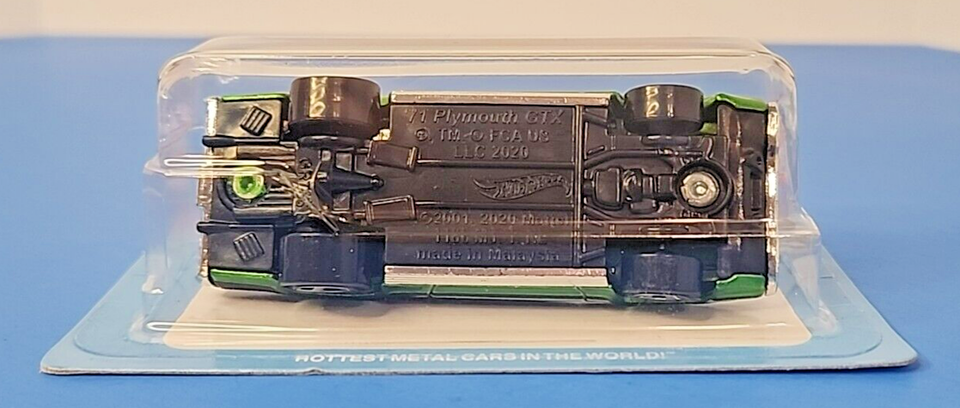 '71 Plymouth GTX
®, TM, © FCA US
LLC 2020
Hot Wheels
©2001, 2020 Mattel
made in Malaysia
HOTTEST METAL CARS IN THE WORLD!™